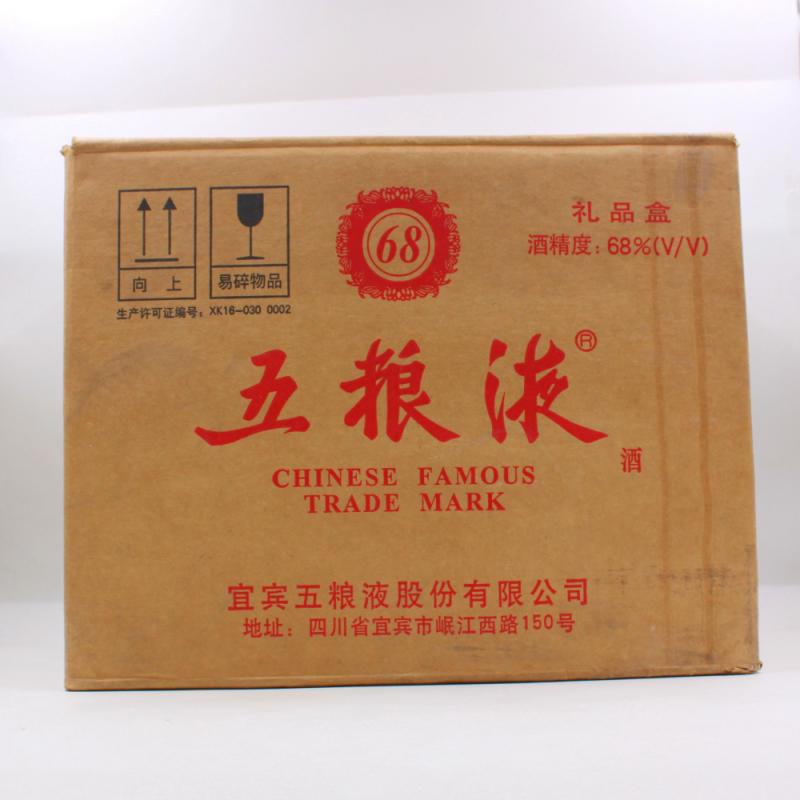 向 上
易碎物品
生产许可证编号：XK16-030 0002
68
礼品盒
酒精度：68%(V/V)
五粮液®
酒
CHINESE FAMOUS
TRADE MARK
宜宾五粮液股份有限公司
地址：四川省宜宾市岷江西路150号